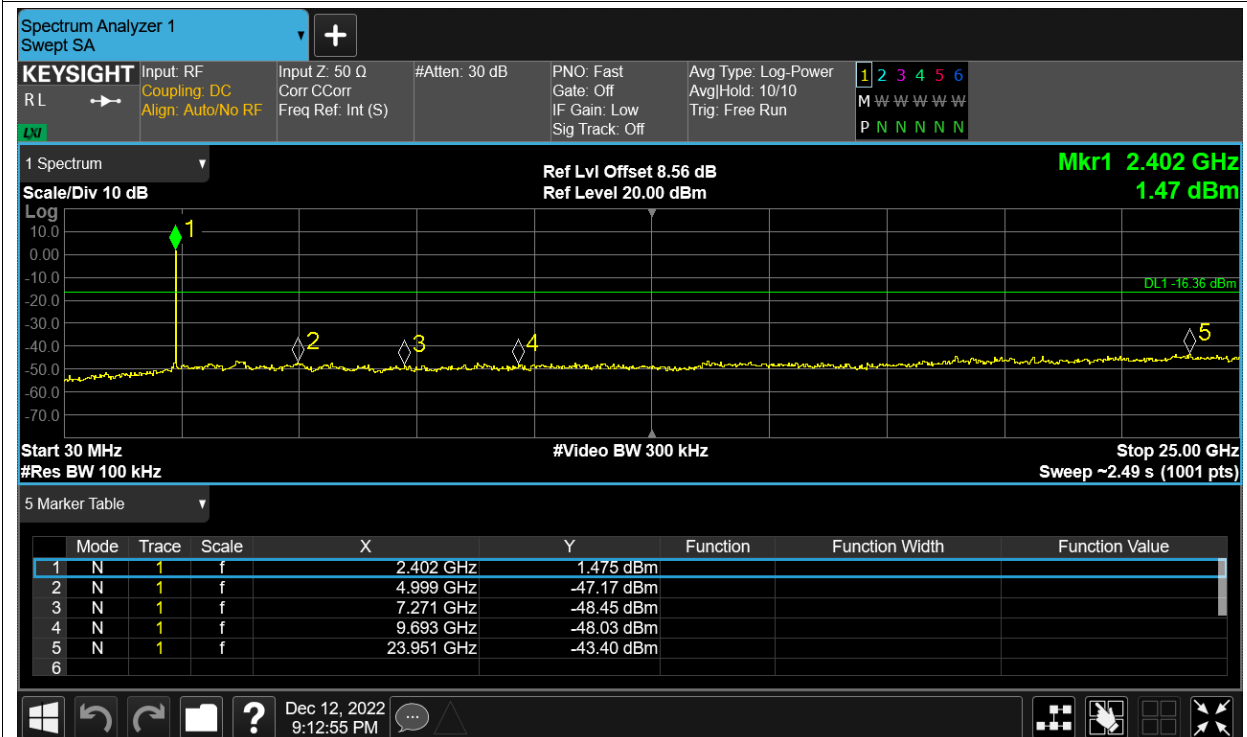 Spectrum Analyzer 1
Swept SA
KEYSIGHT
R L
LXI
Input: RF
Coupling: DC
Align: Auto/No RF
Input Z: 50 Ω
Corr CCorr
Freq Ref: Int (S)
#Atten: 30 dB
PNO: Fast
Gate: Off
IF Gain: Low
Sig Track: Off
Avg Type: Log-Power
Avg|Hold: 10/10
Trig: Free Run
1 2 3 4 5 6
M W W W W W
P N N N N N
1 Spectrum
Scale/Div 10 dB
Ref Lvl Offset 8.56 dB
Ref Level 20.00 dBm
Mkr1 2.402 GHz
1.47 dBm
Log
10.0
0.00
-10.0
-20.0
-30.0
-40.0
-50.0
-60.0
-70.0
1
2
3
4
5
DL1 -16.36 dBm
Start 30 MHz
#Res BW 100 kHz
#Video BW 300 kHz
Stop 25.00 GHz
Sweep ~2.49 s (1001 pts)
5 Marker Table
Mode Trace Scale X Y Function Function Width Function Value
1 N 1 f 2.402 GHz 1.475 dBm
2 N 1 f 4.999 GHz -47.17 dBm
3 N 1 f 7.271 GHz -48.45 dBm
4 N 1 f 9.693 GHz -48.03 dBm
5 N 1 f 23.951 GHz -43.40 dBm
6
?
Dec 12, 2022
9:12:55 PM